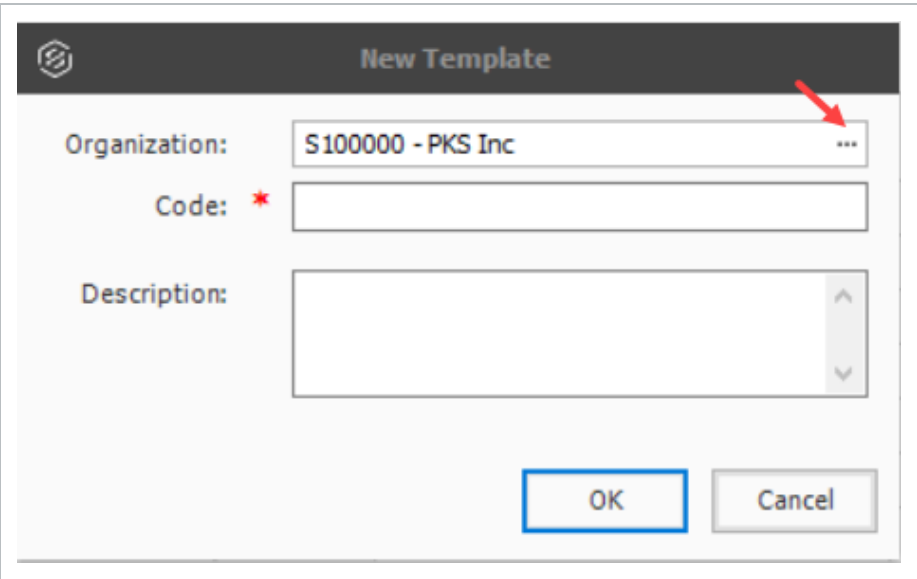 New Template
Organization: S100000 - PKS Inc ...
Code: *
Description:
OK Cancel